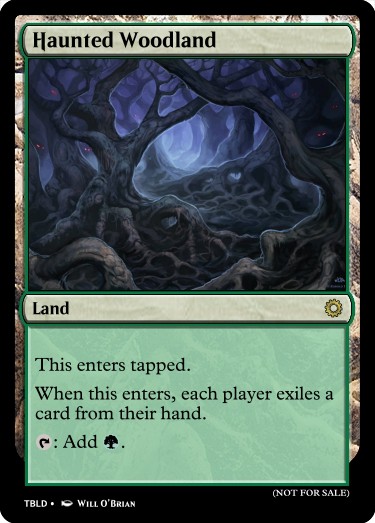 Haunted Woodland
Land
This enters tapped.
When this enters, each player exiles a
card from their hand.
: Add .
(NOT FOR SALE)
TBLD • Will O'Brian